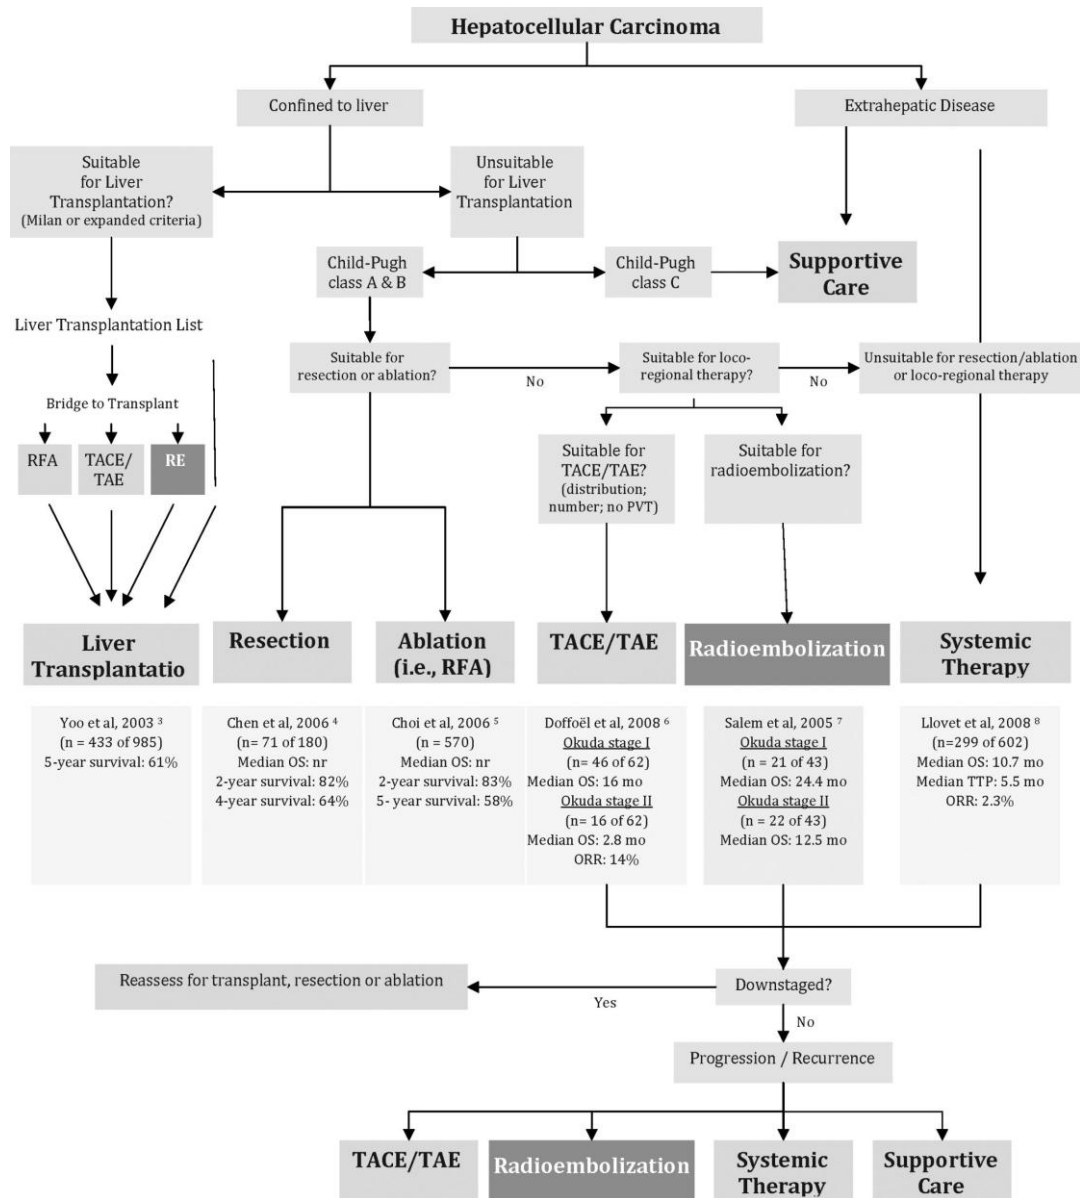 Hepatocellular Carcinoma
Confined to liver
Extrahepatic Disease
Suitable
for Liver
Transplantation?
(Milan or expanded criteria)
Unsuitable
for Liver
Transplantation
Child-Pugh
class A & B
Child-Pugh
class C
Supportive
Care
Liver Transplantation List
Suitable for
resection or ablation?
No
Suitable for loco-
regional therapy?
No
Unsuitable for resection/ablation
or loco-regional therapy
Bridge to Transplant
RFA
TACE/
TAE
RE
Suitable for
TACE/TAE?
(distribution;
number; no PVT)
Suitable for
radioembolization?
Liver
Transplantatio
Resection
Ablation
(i.e., RFA)
TACE/TAE
Radioembolization
Systemic
Therapy
Yoo et al, 2003 3
(n = 433 of 985)
5-year survival: 61%
Chen et al, 2006 4
(n= 71 of 180)
Median OS: nr
2-year survival: 82%
4-year survival: 64%
Choi et al, 2006 5
(n = 570)
Median OS: nr
2-year survival: 83%
5- year survival: 58%
Doffoël et al, 2008 6
Okuda stage I
(n= 46 of 62)
Median OS: 16 mo
Okuda stage II
(n= 16 of 62)
Median OS: 2.8 mo
ORR: 14%
Salem et al, 2005 7
Okuda stage I
(n = 21 of 43)
Median OS: 24.4 mo
Okuda stage II
(n = 22 of 43)
Median OS: 12.5 mo
Llovet et al, 2008 8
(n=299 of 602)
Median OS: 10.7 mo
Median TTP: 5.5 mo
ORR: 2.3%
Reassess for transplant, resection or ablation
Yes
Downstaged?
No
Progression / Recurrence
TACE/TAE
Radioembolization
Systemic
Therapy
Supportive
Care